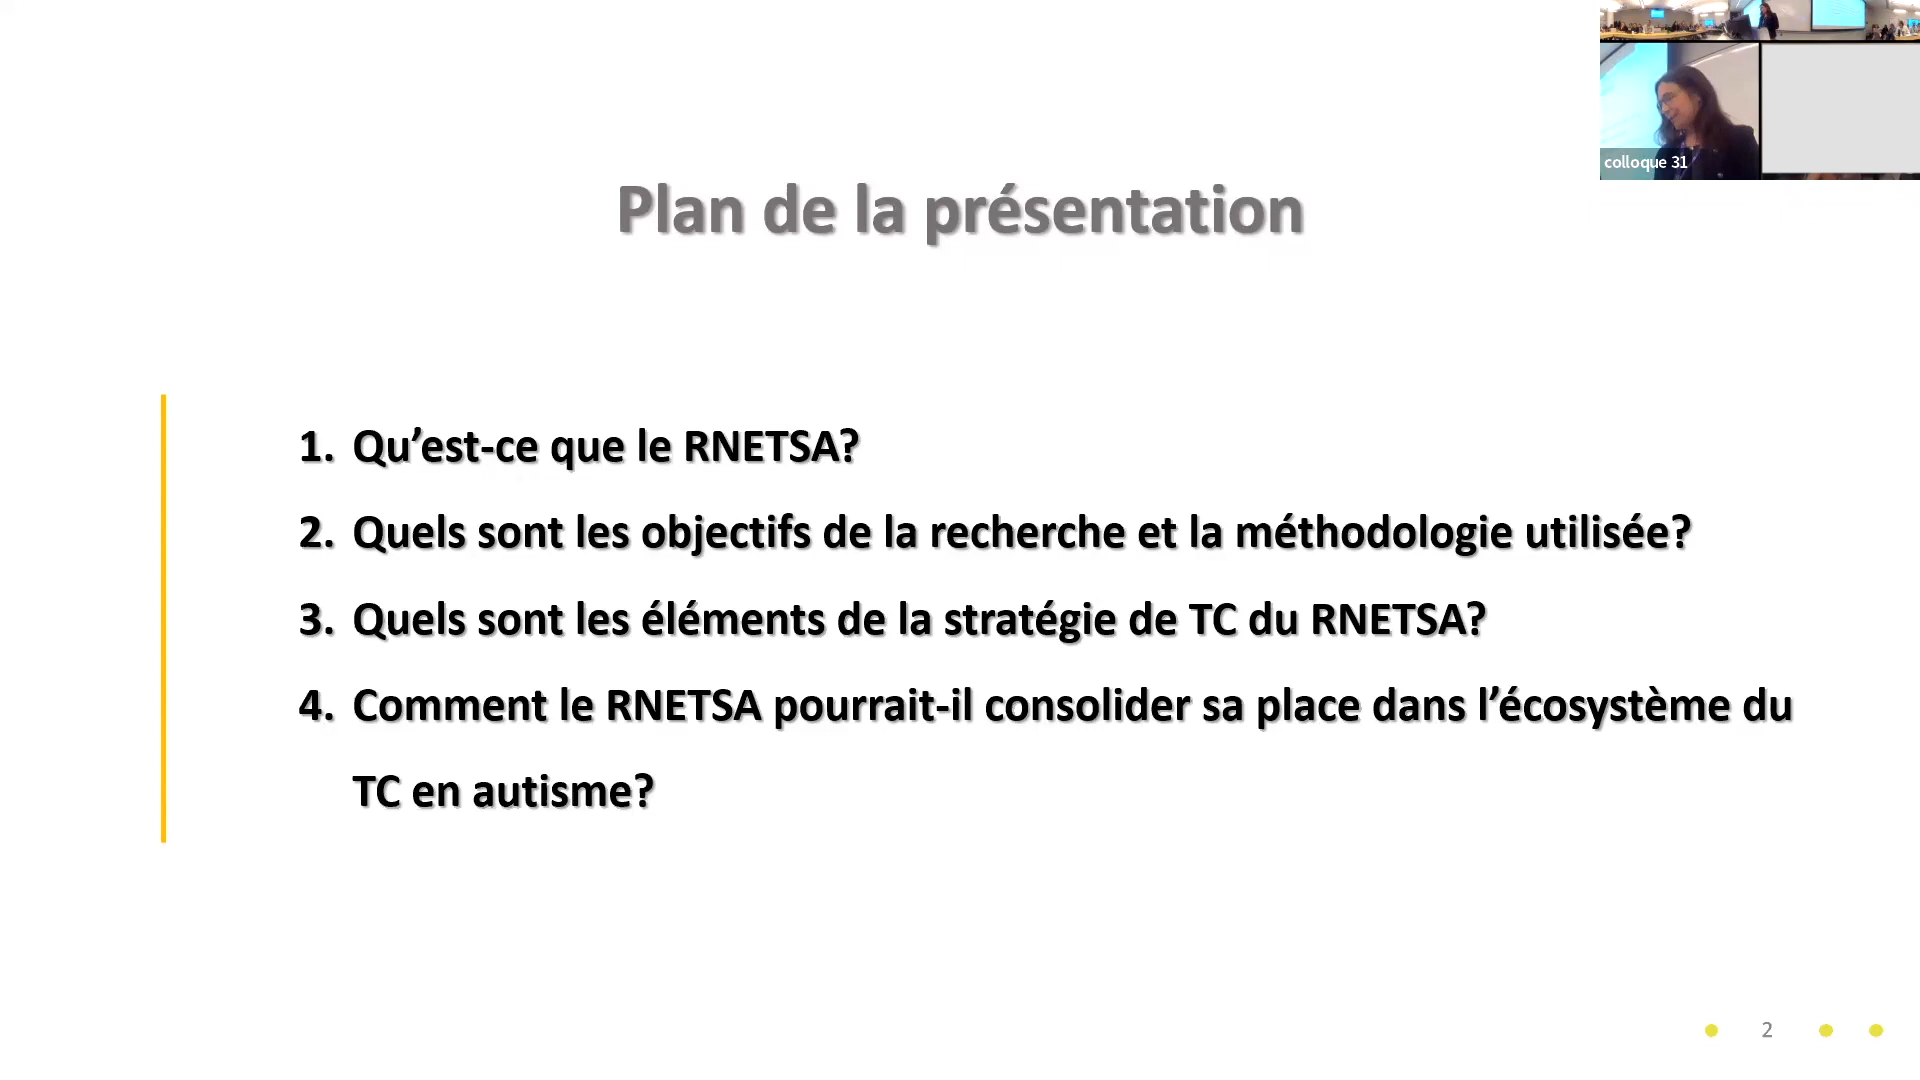 colloque 31
Plan de la présentation
1. Qu’est-ce que le RNETSA?
2. Quels sont les objectifs de la recherche et la méthodologie utilisée?
3. Quels sont les éléments de la stratégie de TC du RNETSA?
4. Comment le RNETSA pourrait-il consolider sa place dans l’écosystème du
TC en autisme?
2